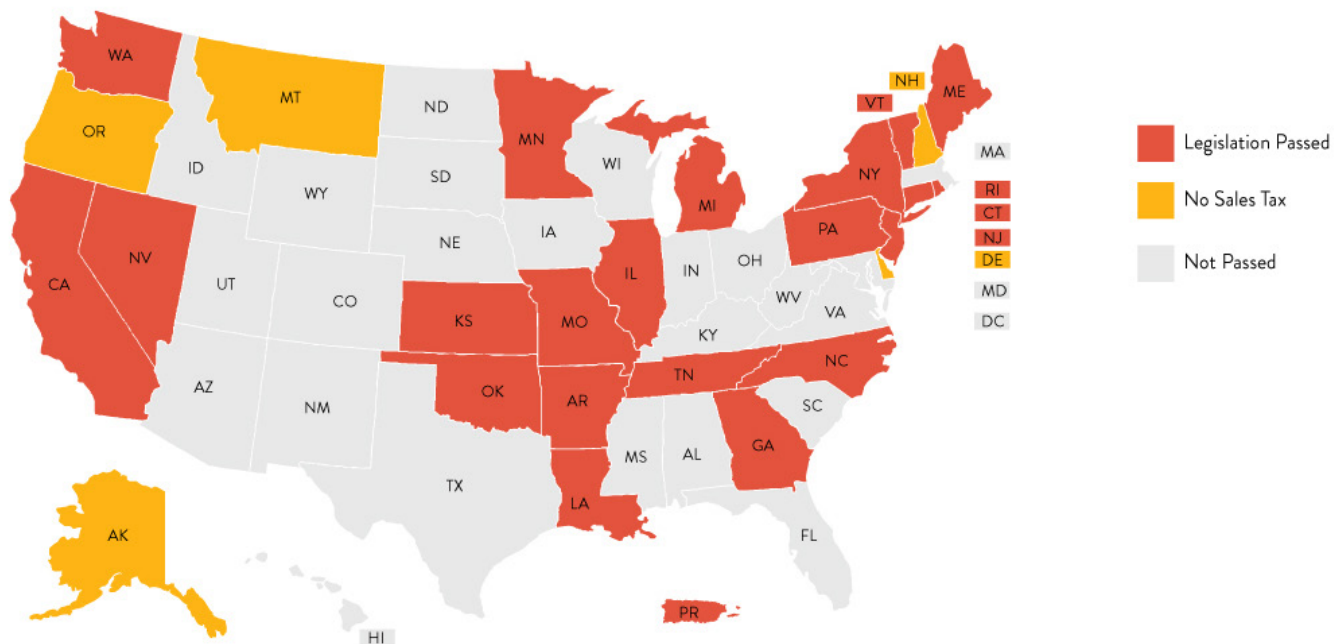 WA
MT
ND
MN
NH
VT
ME
OR
ID
SD
WI
NY
MA
WY
MI
RI
CT
NJ
DE
MD
DC
NV
NE
IA
PA
CA
UT
CO
IL
IN
OH
WV
VA
KS
MO
KY
AZ
NM
OK
AR
TN
NC
SC
TX
MS
AL
GA
LA
FL
AK
HI
PR
Legislation Passed
No Sales Tax
Not Passed